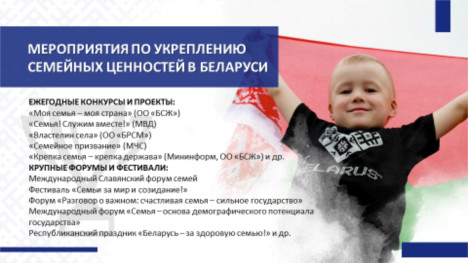 МЕРОПРИЯТИЯ ПО УКРЕПЛЕНИЮ
СЕМЕЙНЫХ ЦЕННОСТЕЙ В БЕЛАРУСИ
ЕЖЕГОДНЫЕ КОНКУРСЫ И ПРОЕКТЫ:
«Моя семья – моя страна» (ОО «БСЖ»)
«Семья! Служим вместе!» (МВД)
«Властелин села» (ОО «БРСМ»)
«Семейное призвание» (МЧС)
«Крепка семья – крепка держава» (Мининформ, ОО «БСЖ») и др.
КРУПНЫЕ ФОРУМЫ И ФЕСТИВАЛИ:
Международный Славянский форум семей
Фестиваль «Семьи за мир и созидание!»
Форум «Разговор о важном: счастливая семья – сильное государство»
Международный форум «Семья – основа демографического потенциала
государства»
Республиканский праздник «Беларусь – за здоровую семью!» и др.
BELARUS